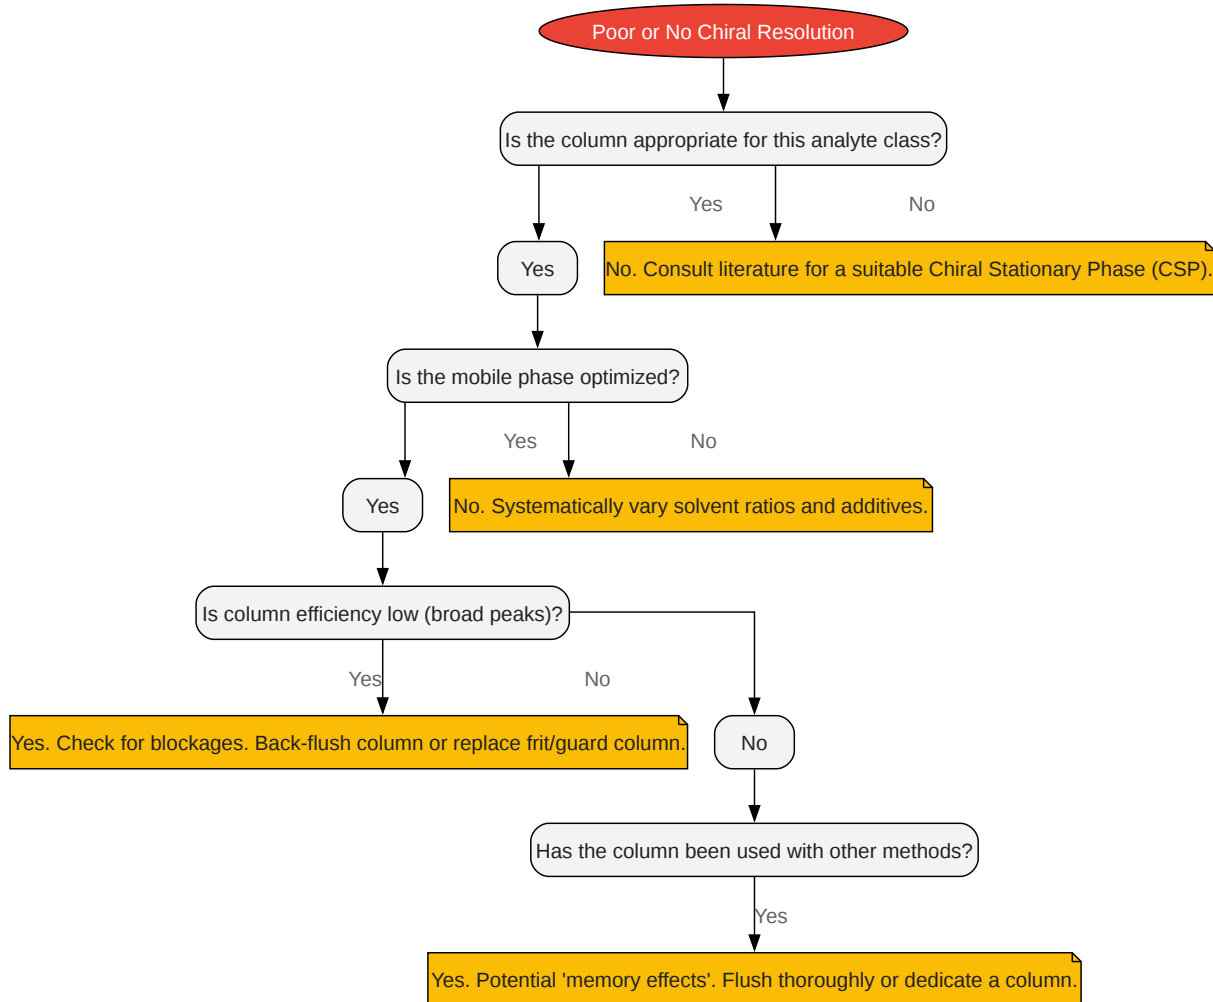 Poor or No Chiral Resolution
Is the column appropriate for this analyte class?
Yes
No
Yes
No. Consult literature for a suitable Chiral Stationary Phase (CSP).
Is the mobile phase optimized?
Yes
No
Yes
No. Systematically vary solvent ratios and additives.
Is column efficiency low (broad peaks)?
Yes
No
Yes. Check for blockages. Back-flush column or replace frit/guard column.
No
Has the column been used with other methods?
Yes
Yes. Potential 'memory effects'. Flush thoroughly or dedicate a column.